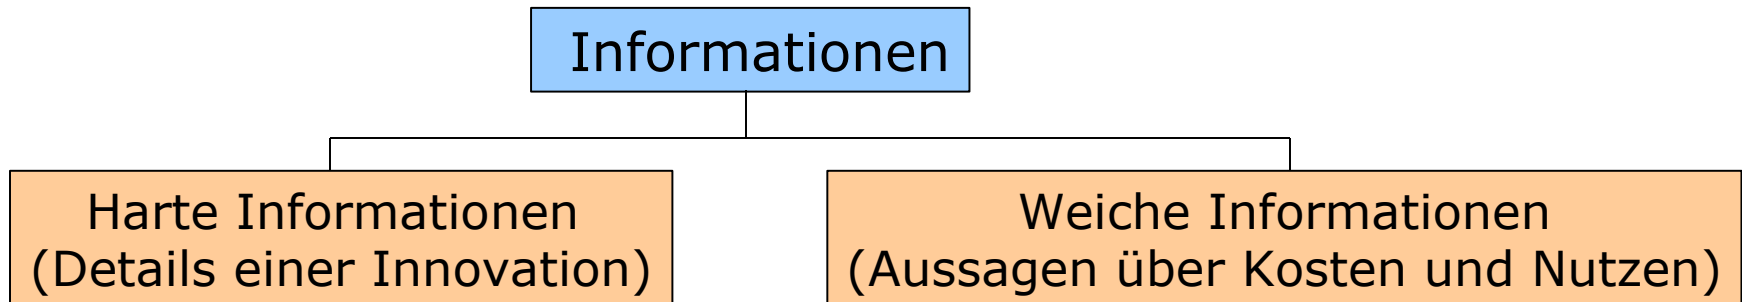 Informationen
Harte Informationen
(Details einer Innovation)
Weiche Informationen
(Aussagen über Kosten und Nutzen)